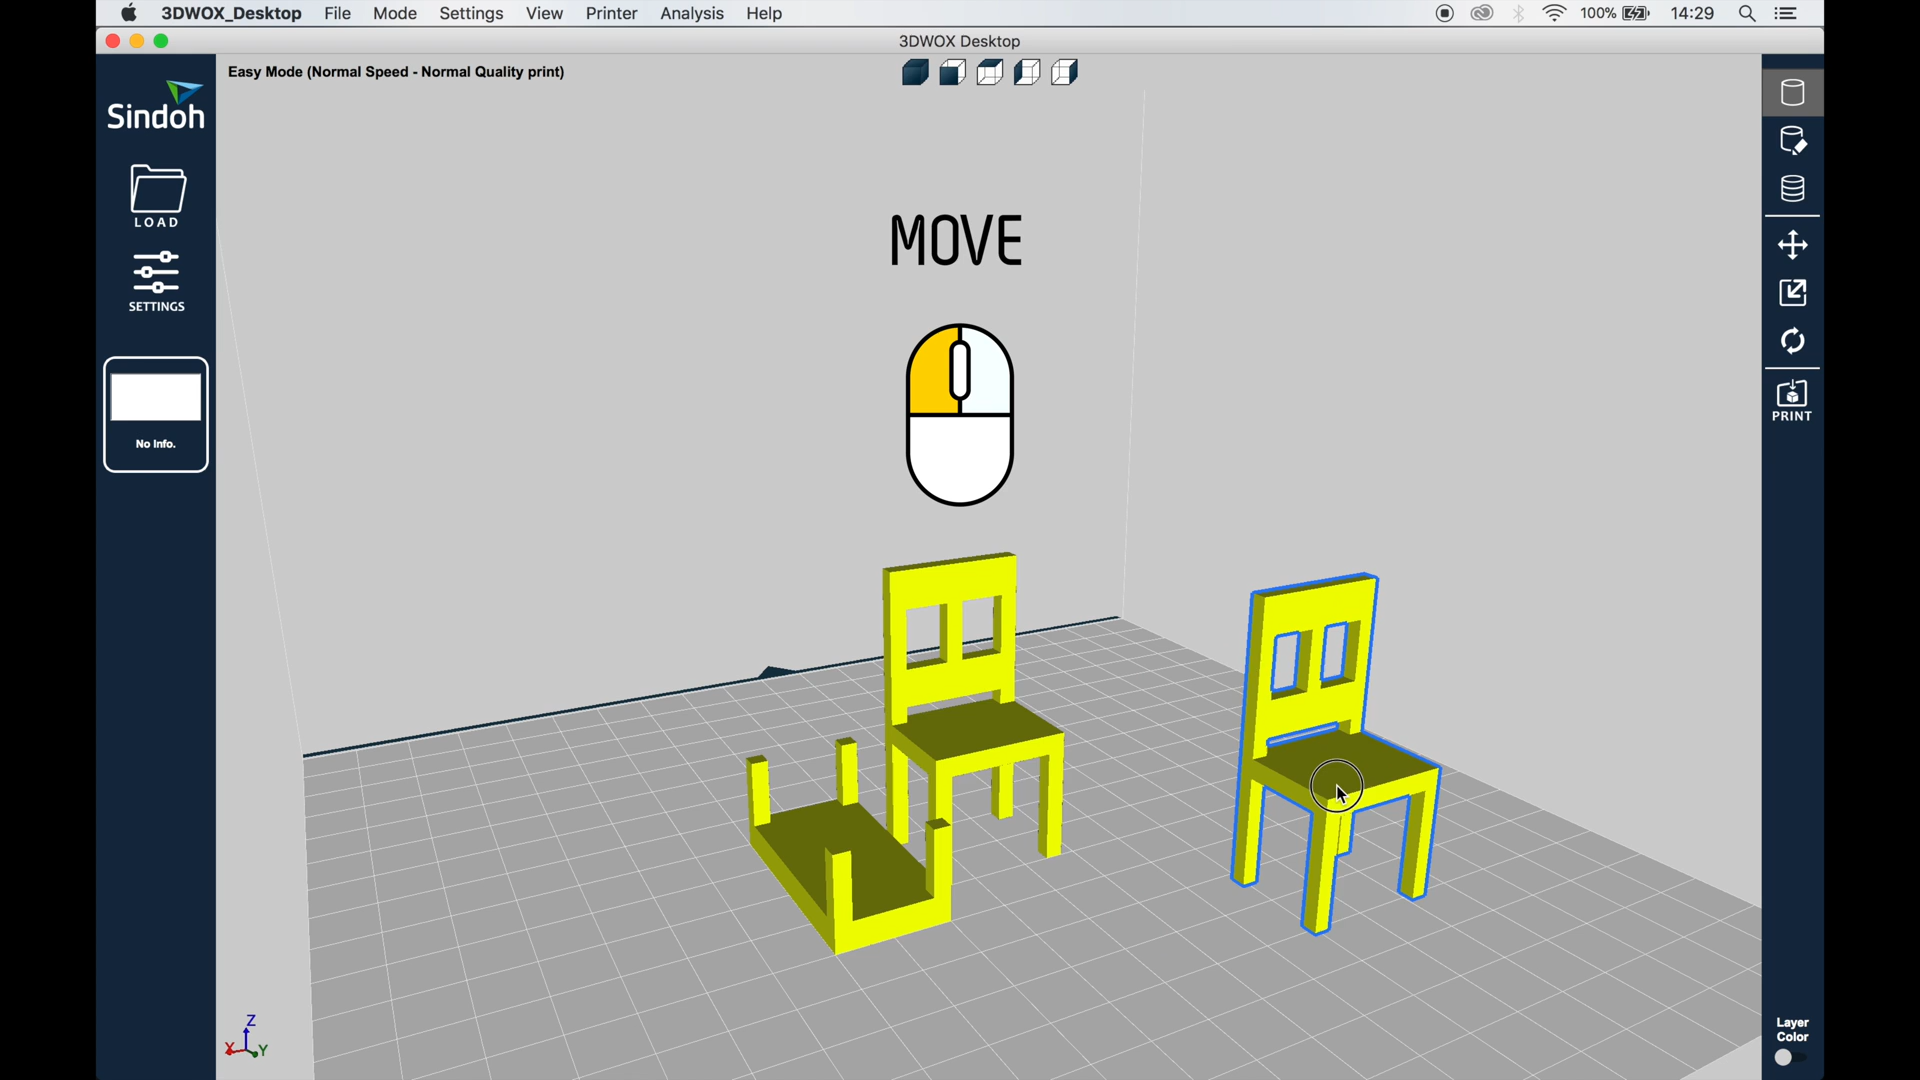 3DWOX_Desktop File Mode Settings View Printer Analysis Help 100% 14:29
3DWOX Desktop
Easy Mode (Normal Speed - Normal Quality print)
Sindoh
LOAD
SETTINGS
No Info.
MOVE
PRINT
Layer
Color
Z
X Y